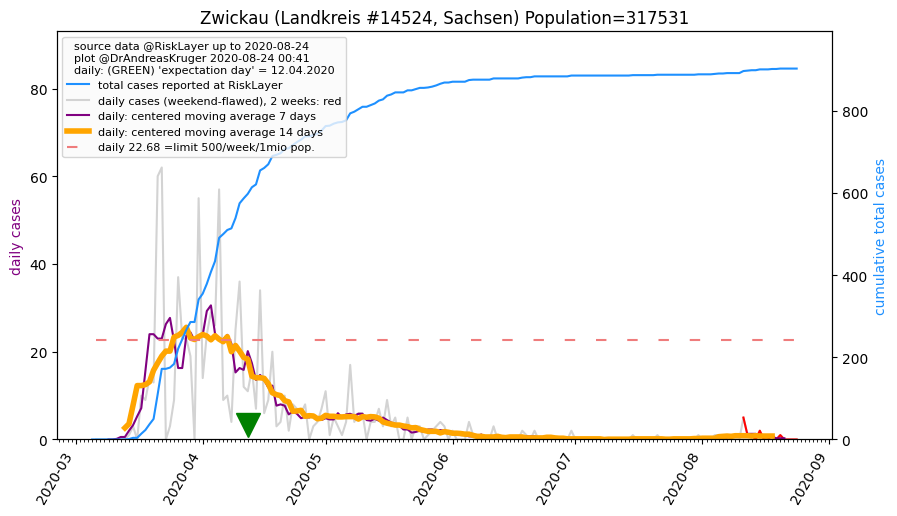 Zwickau (Landkreis #14524, Sachsen) Population=317531
source data @RiskLayer up to 2020-08-24
plot @DrAndreasKruger 2020-08-24 00:41
daily: (GREEN) 'expectation day' = 12.04.2020
total cases reported at RiskLayer
daily cases (weekend-flawed), 2 weeks: red
daily: centered moving average 7 days
daily: centered moving average 14 days
daily 22.68 =limit 500/week/1mio pop.
daily cases
80
60
40
20
0
cumulative total cases
800
600
400
200
0
2020-03
2020-04
2020-05
2020-06
2020-07
2020-08
2020-09